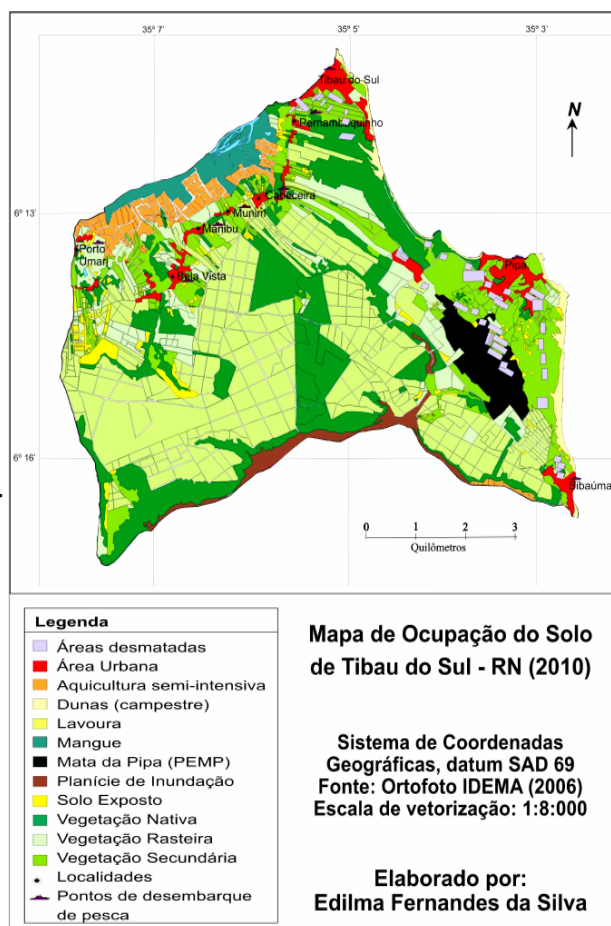 35° 7'
35° 5'
35° 3'
Tibau do Sul
N
Pernambuquinho
Cabeceira
6° 13'
Munim
Manibu
Porto
Umari
Pipa
Bela Vista
6° 16'
Sibaúma
0 1 2 3
Quilômetros
Legenda
Áreas desmatadas
Área Urbana
Aquicultura semi-intensiva
Dunas (campestre)
Lavoura
Mangue
Mata da Pipa (PEMP)
Planície de Inundação
Solo Exposto
Vegetação Nativa
Vegetação Rasteira
Vegetação Secundária
Localidades
Pontos de desembarque
de pesca
Mapa de Ocupação do Solo
de Tibau do Sul - RN (2010)
Sistema de Coordenadas
Geográficas, datum SAD 69
Fonte: Ortofoto IDEMA (2006)
Escala de vetorização: 1:8:000
Elaborado por:
Edilma Fernandes da Silva